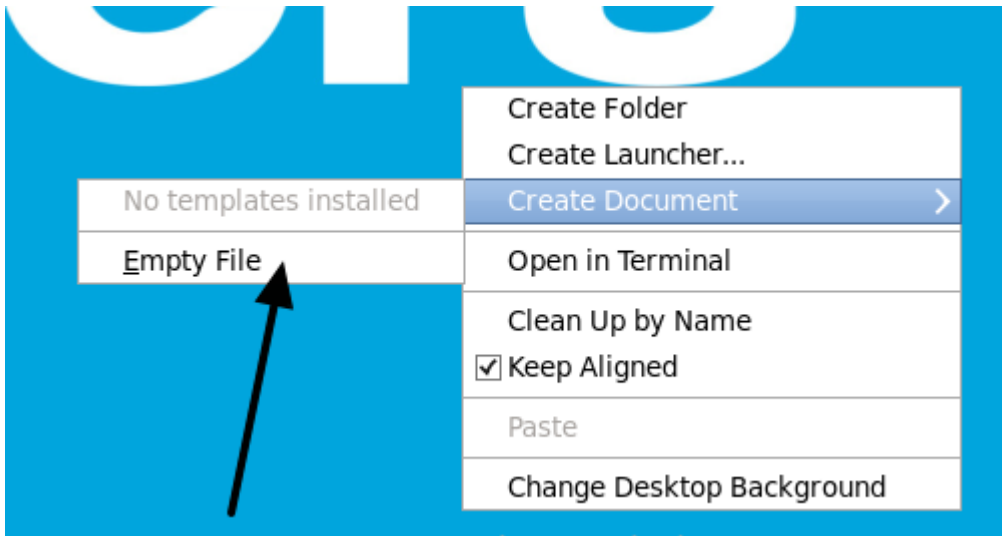 Create Folder
Create Launcher...
No templates installed
Create Document
Empty File
Open in Terminal
Clean Up by Name
Keep Aligned
Paste
Change Desktop Background